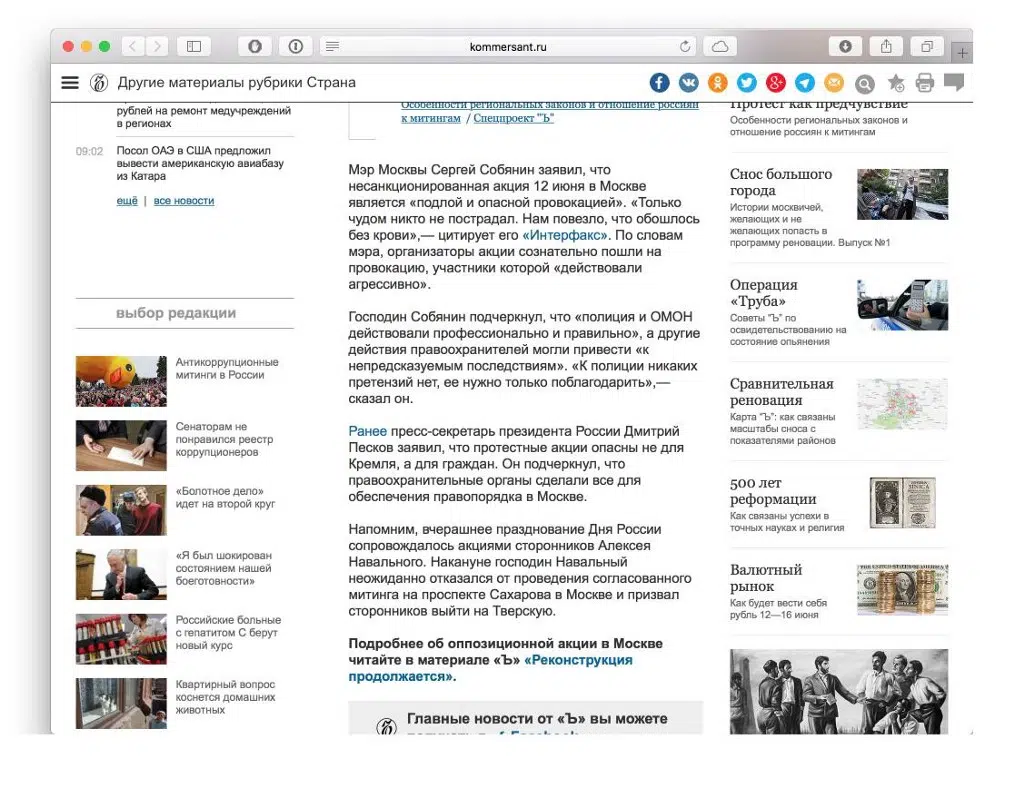 kommersant.ru
Другие материалы рубрики Страна
рублей на ремонт медучреждений
в регионах
09:02
Посол ОАЭ в США предложил
вывести американскую авиабазу
из Катара
ещё | все новости
выбор редакции
Антикоррупционные
митинги в России
Сенаторам не
понравился реестр
коррупционеров
«Болотное дело»
идет на второй круг
«Я был шокирован
состоянием нашей
боеготовности»
Российские больные
с гепатитом С берут
новый курс
Квартирный вопрос
коснется домашних
животных
Особенности региональных законов и отношение россиян
к митингам / Спецпроект "Ъ"
Мэр Москвы Сергей Собянин заявил, что
несанкционированная акция 12 июня в Москве
является «подлой и опасной провокацией». «Только
чудом никто не пострадал. Нам повезло, что обошлось
без крови»,— цитирует его «Интерфакс». По словам
мэра, организаторы акции сознательно пошли на
провокацию, участники которой «действовали
агрессивно».
Господин Собянин подчеркнул, что «полиция и ОМОН
действовали профессионально и правильно», а другие
действия правоохранителей могли привести «к
непредсказуемым последствиям». «К полиции никаких
претензий нет, ее нужно только поблагодарить»,—
сказал он.
Ранее пресс-секретарь президента России Дмитрий
Песков заявил, что протестные акции опасны не для
Кремля, а для граждан. Он подчеркнул, что
правоохранительные органы сделали все для
обеспечения правопорядка в Москве.
Напомним, вчерашнее празднование Дня России
сопровождалось акциями сторонников Алексея
Навального. Накануне господин Навальный
неожиданно отказался от проведения согласованного
митинга на проспекте Сахарова в Москве и призвал
сторонников выйти на Тверскую.
Подробнее об оппозиционной акции в Москве
читайте в материале «Ъ» «Реконструкция
продолжается».
Главные новости от «Ъ» вы можете
Протест как предчувствие
Особенности региональных законов и
отношение россиян к митингам
Снос большого
города
Истории москвичей,
желающих и не
желающих попасть в
программу реновации. Выпуск №1
Операция
«Труба»
Советы "Ъ" по
освидетельствованию на
состояние опьянения
Сравнительная
реновация
Карта "Ъ": как связаны
масштабы сноса с
показателями районов
500 лет
реформации
Как связаны успехи в
точных науках и религия
Валютный
рынок
Как будет вести себя
рубль 12—16 июня